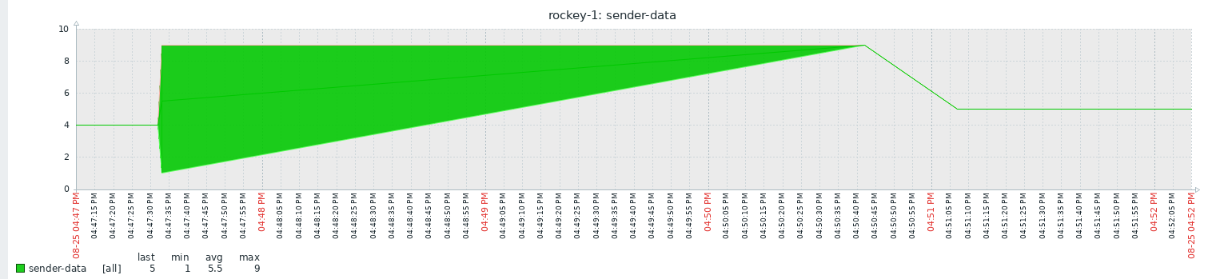 rockey-1: sender-data
10
8
6
4
2
0
08-25 04:47 PM
04:47:15 PM
04:47:20 PM
04:47:25 PM
04:47:30 PM
04:47:35 PM
04:47:40 PM
04:47:45 PM
04:47:50 PM
04:47:55 PM
04:48 PM
04:48:05 PM
04:48:10 PM
04:48:15 PM
04:48:20 PM
04:48:25 PM
04:48:30 PM
04:48:35 PM
04:48:40 PM
04:48:45 PM
04:48:50 PM
04:48:55 PM
04:49 PM
04:49:05 PM
04:49:10 PM
04:49:15 PM
04:49:20 PM
04:49:25 PM
04:49:30 PM
04:49:35 PM
04:49:40 PM
04:49:45 PM
04:49:50 PM
04:49:55 PM
04:50 PM
04:50:05 PM
04:50:10 PM
04:50:15 PM
04:50:20 PM
04:50:25 PM
04:50:30 PM
04:50:35 PM
04:50:40 PM
04:50:45 PM
04:50:50 PM
04:50:55 PM
04:51 PM
04:51:05 PM
04:51:10 PM
04:51:15 PM
04:51:20 PM
04:51:25 PM
04:51:30 PM
04:51:35 PM
04:51:40 PM
04:51:45 PM
04:51:50 PM
04:51:55 PM
04:52 PM
04:52:05 PM
08-25 04:52 PM
last min avg max
sender-data [all] 5 1 5.5 9